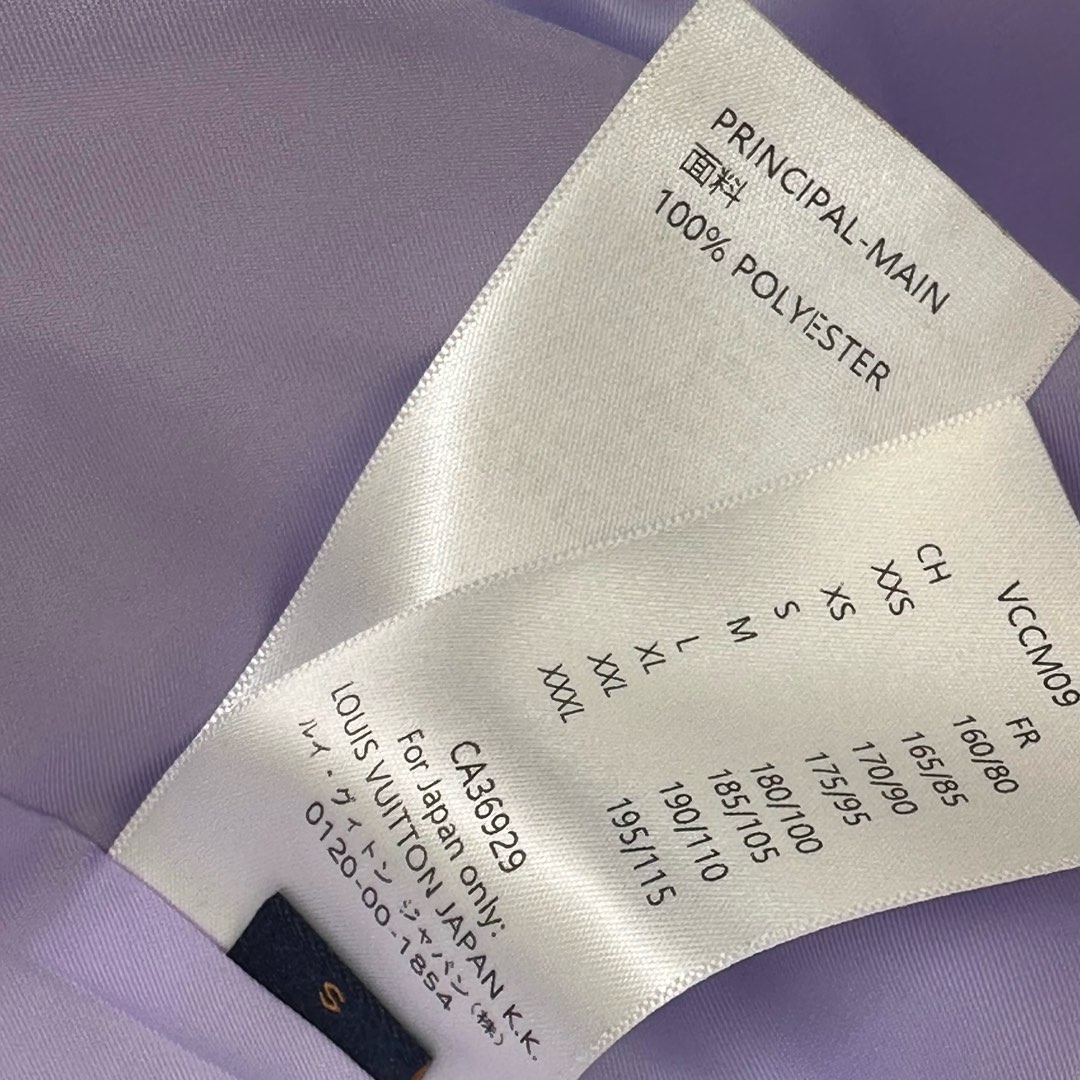 PRINCIPAL-MAIN
面料
100% POLYESTER
VCCM09
CH FR
XXS 160/80
XS 165/85
S 170/90
M 175/95
L 180/100
XL 185/105
XXL 190/110
XXXL 195/115
CA36929
For Japan only:
LOUIS VUITTON JAPAN K.K.
ルイ・ヴィトン ジャパン(株)
0120-00-1854
S